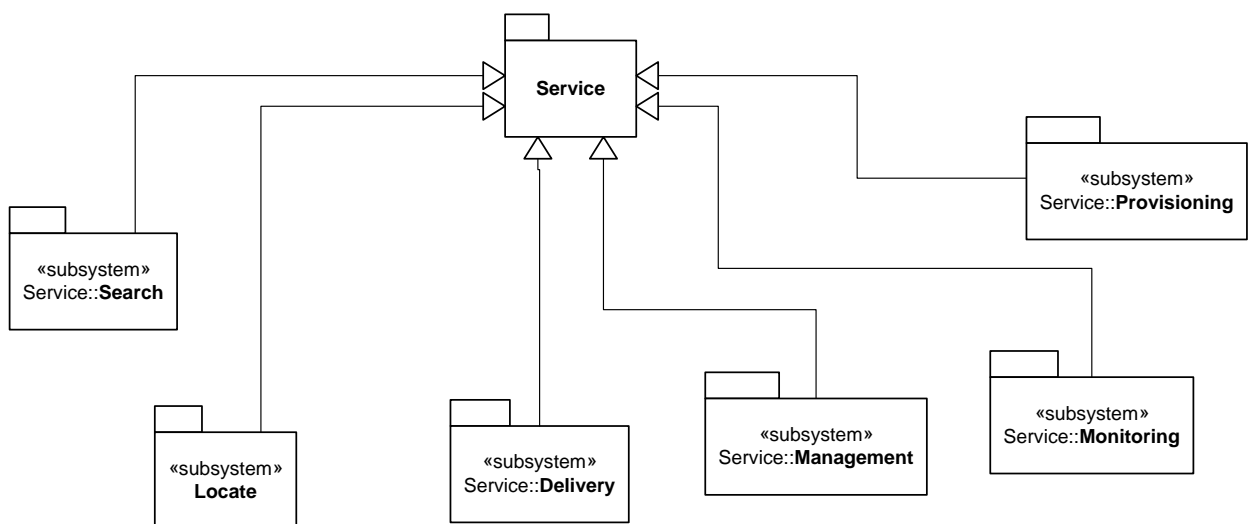 Service
«subsystem»
Service::Provisioning
«subsystem»
Service::Search
«subsystem»
Service::Monitoring
«subsystem»
Service::Management
«subsystem»
Service::Delivery
«subsystem»
Locate